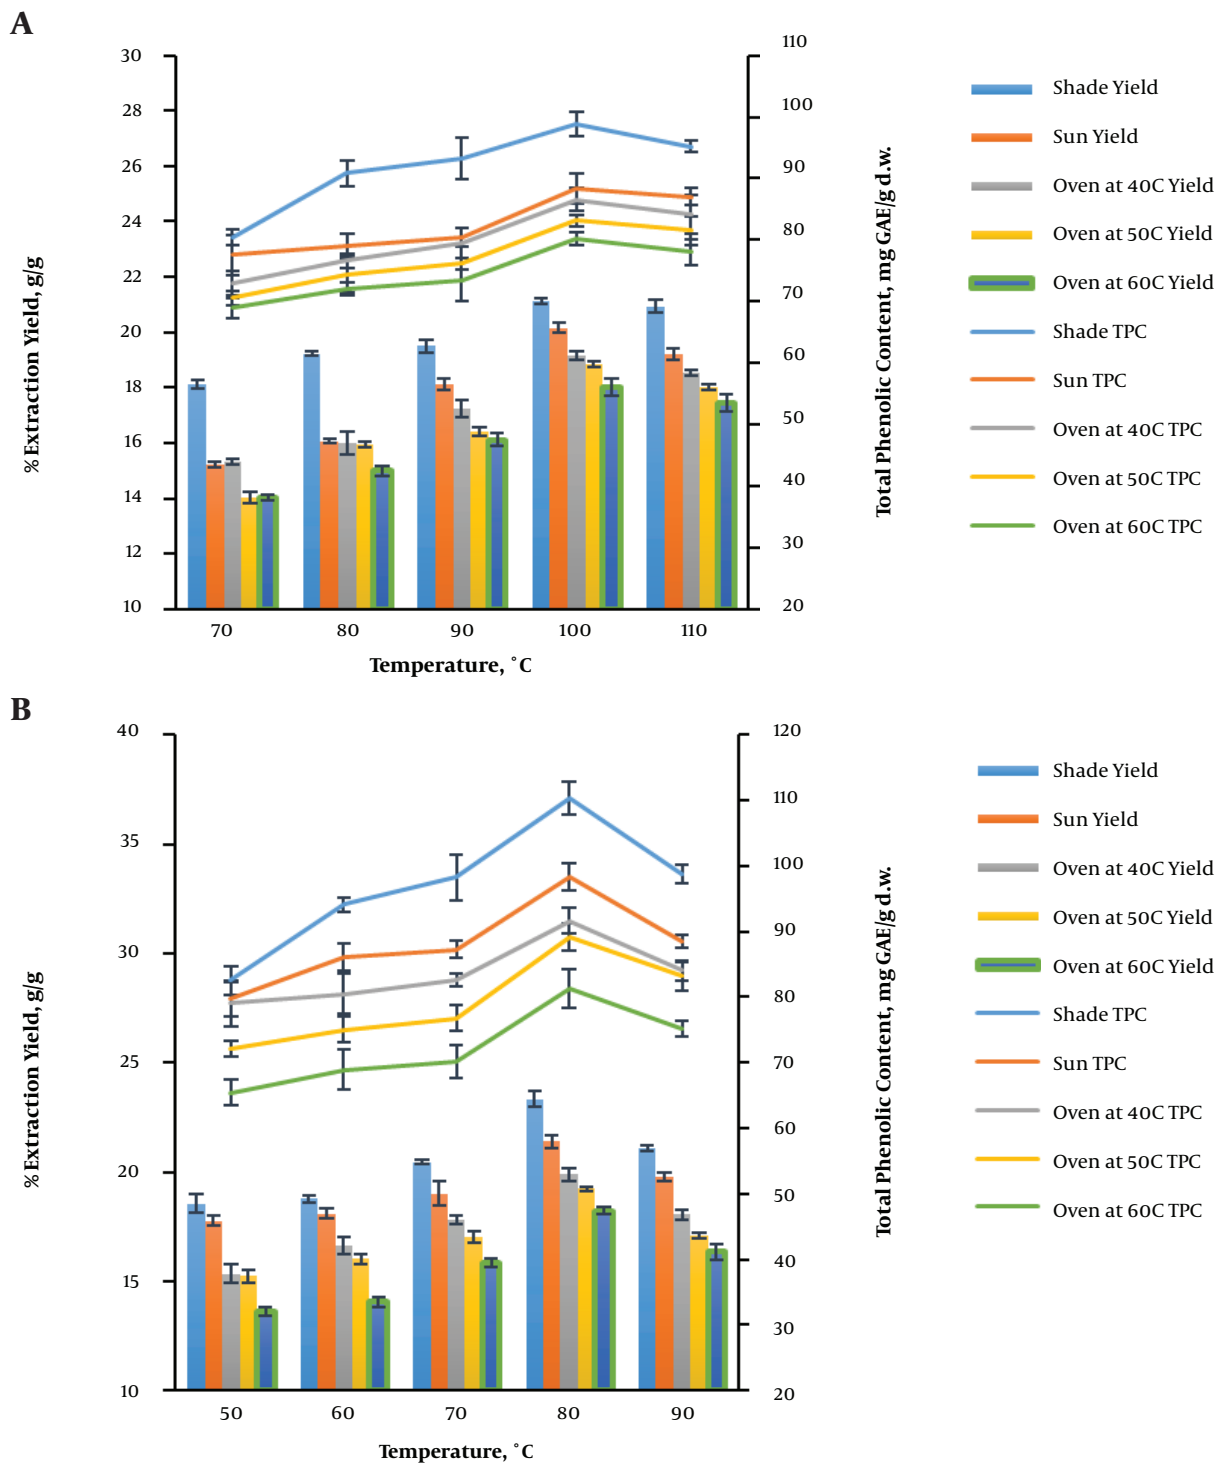 A
30
28
26
24
22
20
18
16
14
12
10
%Extraction Yield, g/g
110
100
90
80
70
60
50
40
30
20
Total Phenolic Content, mg GAE/g d.w.
70 80 90 100 110
Temperature, ˚C
Shade Yield
Sun Yield
Oven at 40C Yield
Oven at 50C Yield
Oven at 60C Yield
Shade TPC
Sun TPC
Oven at 40C TPC
Oven at 50C TPC
Oven at 60C TPC
B
40
35
30
25
20
15
10
%Extraction Yield, g/g
120
110
100
90
80
70
60
50
40
30
20
Total Phenolic Content, mg GAE/g d.w.
50 60 70 80 90
Temperature, ˚C
Shade Yield
Sun Yield
Oven at 40C Yield
Oven at 50C Yield
Oven at 60C Yield
Shade TPC
Sun TPC
Oven at 40C TPC
Oven at 50C TPC
Oven at 60C TPC